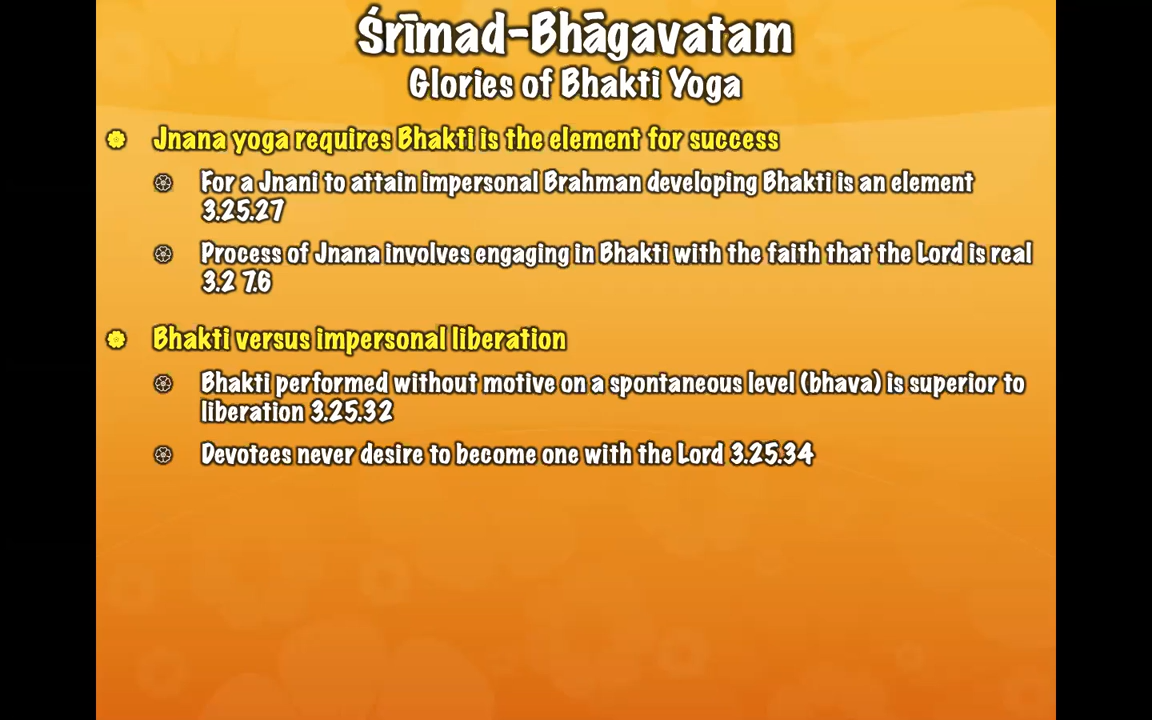 Śrīmad-Bhāgavatam
Glories of Bhakti Yoga
Jnana yoga requires Bhakti is the element for success
For a Jnani to attain impersonal Brahman developing Bhakti is an element
3.25.27
Process of Jnana involves engaging in Bhakti with the faith that the Lord is real
3.2 7.6
Bhakti versus impersonal liberation
Bhakti performed without motive on a spontaneous level (bhava) is superior to
liberation 3.25.32
Devotees never desire to become one with the Lord 3.25.34